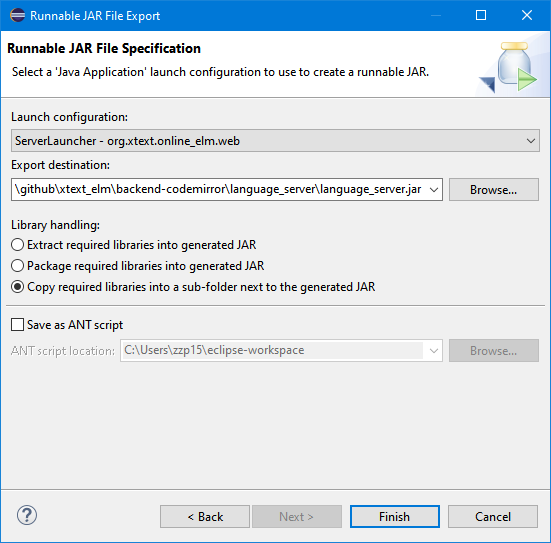 Runnable JAR File Export
Runnable JAR File Specification
Select a 'Java Application' launch configuration to use to create a runnable JAR.
Launch configuration:
ServerLauncher - org.xtext.online_elm.web
Export destination:
\github\xtext_elm\backend-codemirror\language_server\language_server.jar
Browse...
Library handling:
Extract required libraries into generated JAR
Package required libraries into generated JAR
Copy required libraries into a sub-folder next to the generated JAR
Save as ANT script
ANT script location:
C:\Users\zzp15\eclipse-workspace
Browse...
?
< Back
Next >
Finish
Cancel